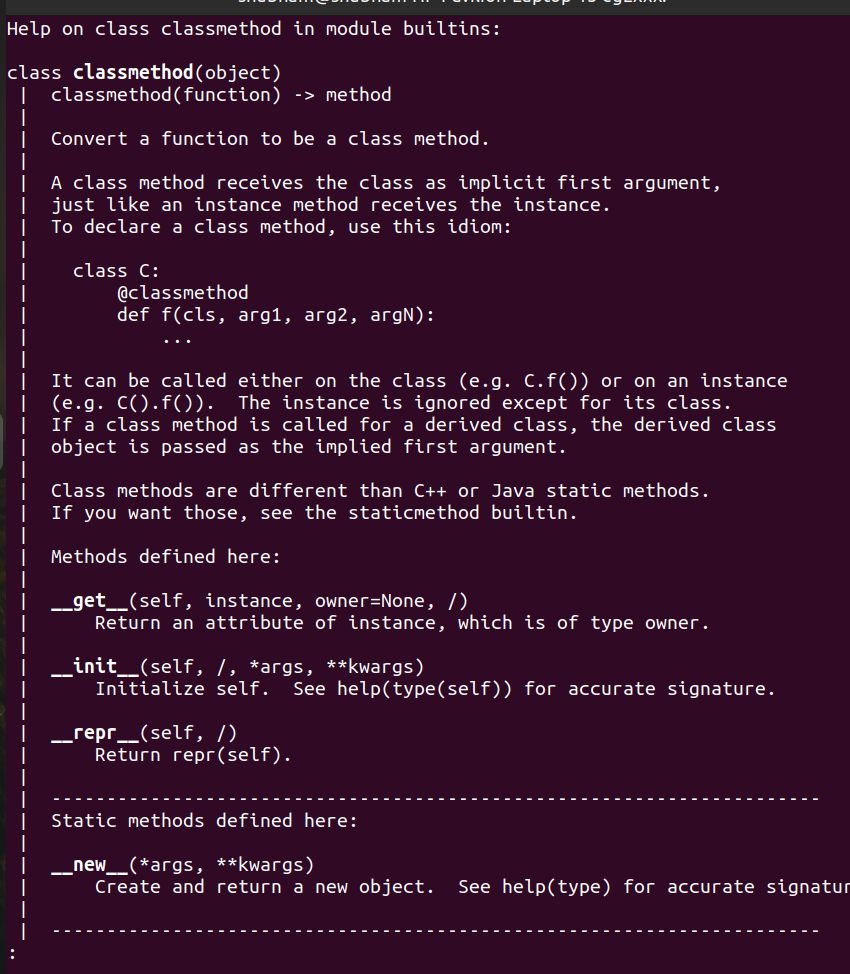 Help on class classmethod in module builtins:
class classmethod(object)
 |  classmethod(function) -> method
 |
 |  Convert a function to be a class method.
 |
 |  A class method receives the class as implicit first argument,
 |  just like an instance method receives the instance.
 |  To declare a class method, use this idiom:
 |
 |    class C:
 |        @classmethod
 |        def f(cls, arg1, arg2, argN):
 |            ...
 |
 |  It can be called either on the class (e.g. C.f()) or on an instance
 |  (e.g. C().f()).  The instance is ignored except for its class.
 |  If a class method is called for a derived class, the derived class
 |  object is passed as the implied first argument.
 |
 |  Class methods are different than C++ or Java static methods.
 |  If you want those, see the staticmethod builtin.
 |
 |  Methods defined here:
 |
 |  __get__(self, instance, owner=None, /)
 |      Return an attribute of instance, which is of type owner.
 |
 |  __init__(self, /, *args, **kwargs)
 |      Initialize self.  See help(type(self)) for accurate signature.
 |
 |  __repr__(self, /)
 |      Return repr(self).
 |
 |  ----------------------------------------------------------------------
 |  Static methods defined here:
 |
 |  __new__(*args, **kwargs)
 |      Create and return a new object.  See help(type) for accurate signatur
 |
 |  ----------------------------------------------------------------------
: